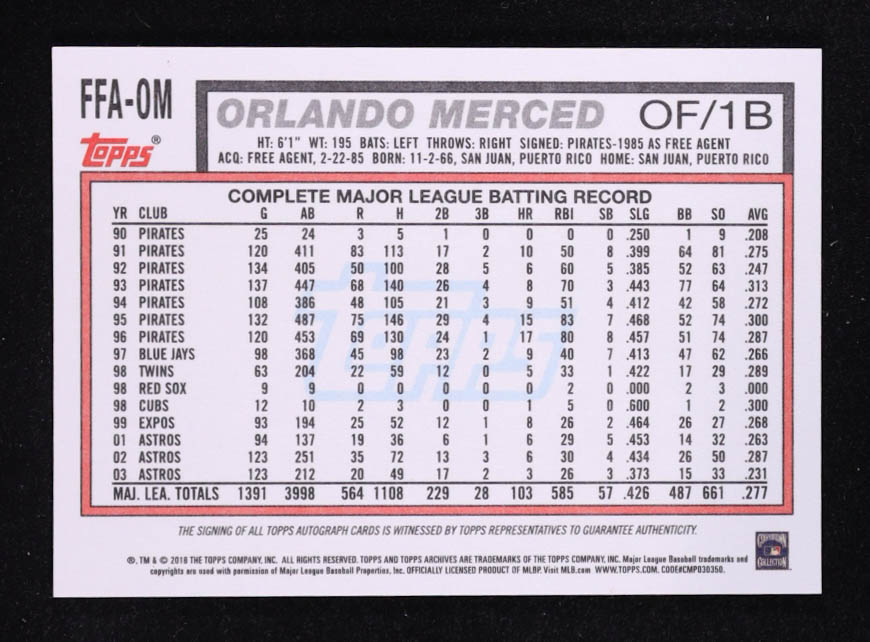 FFA-OM
ORLANDO MERCED OF/1B
Topps®
HT: 6'1" WT: 195 BATS: LEFT THROWS: RIGHT SIGNED: PIRATES-1985 AS FREE AGENT
ACQ: FREE AGENT, 2-22-85 BORN: 11-2-66, SAN JUAN, PUERTO RICO HOME: SAN JUAN, PUERTO RICO
COMPLETE MAJOR LEAGUE BATTING RECORD
YR CLUB G AB R H 2B 3B HR RBI SB SLG BB SO AVG
90 PIRATES 25 24 3 5 1 0 0 0 0 .250 1 9 .208
91 PIRATES 120 411 83 113 17 2 10 50 8 .399 64 81 .275
92 PIRATES 134 405 50 100 28 5 6 60 5 .385 52 63 .247
93 PIRATES 137 447 68 140 26 4 8 70 3 .443 77 64 .313
94 PIRATES 108 386 48 105 21 3 9 51 4 .412 42 58 .272
95 PIRATES 132 487 75 146 29 4 15 83 7 .468 52 74 .300
96 PIRATES 120 453 69 130 24 1 17 80 8 .457 51 74 .287
97 BLUE JAYS 98 368 45 98 23 2 9 40 7 .413 47 62 .266
98 TWINS 63 204 22 59 12 0 5 33 1 .422 17 29 .289
98 RED SOX 9 9 0 0 0 0 0 2 0 .000 2 3 .000
98 CUBS 12 10 2 3 0 0 1 5 0 .600 1 2 .300
99 EXPOS 93 194 25 52 12 1 8 26 2 .464 26 27 .268
01 ASTROS 94 137 19 36 6 1 6 29 5 .453 14 32 .263
02 ASTROS 123 251 35 72 13 3 6 30 4 .434 26 50 .287
03 ASTROS 123 212 20 49 17 2 3 26 3 .373 15 33 .231
MAJ. LEA. TOTALS 1391 3998 564 1108 229 28 103 585 57 .426 487 661 .277
Topps
THE SIGNING OF ALL TOPPS AUTOGRAPH CARDS IS WITNESSED BY TOPPS REPRESENTATIVES TO GUARANTEE AUTHENTICITY.
COOPERSTOWN
COLLECTION
®, TM & © 2018 THE TOPPS COMPANY, INC. ALL RIGHTS RESERVED. TOPPS AND TOPPS ARCHIVES ARE TRADEMARKS OF THE TOPPS COMPANY, INC. Major League Baseball trademarks and
copyrights are used with permission of Major League Baseball Properties, Inc. OFFICIALLY LICENSED PRODUCT OF MLBP. Visit MLB.com WWW.TOPPS.COM. CODE#CMP030350.